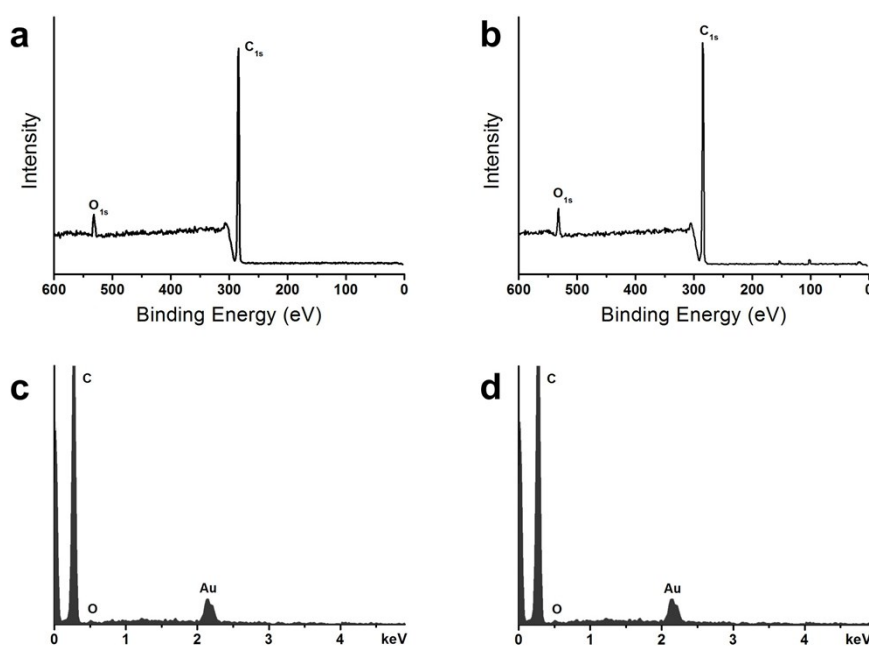 a
Intensity
C1s
O1s
600 500 400 300 200 100 0
Binding Energy (eV)
b
Intensity
C1s
O1s
600 500 400 300 200 100 0
Binding Energy (eV)
c
C
O
Au
0 1 2 3 4 keV
d
C
O
Au
0 1 2 3 4 keV